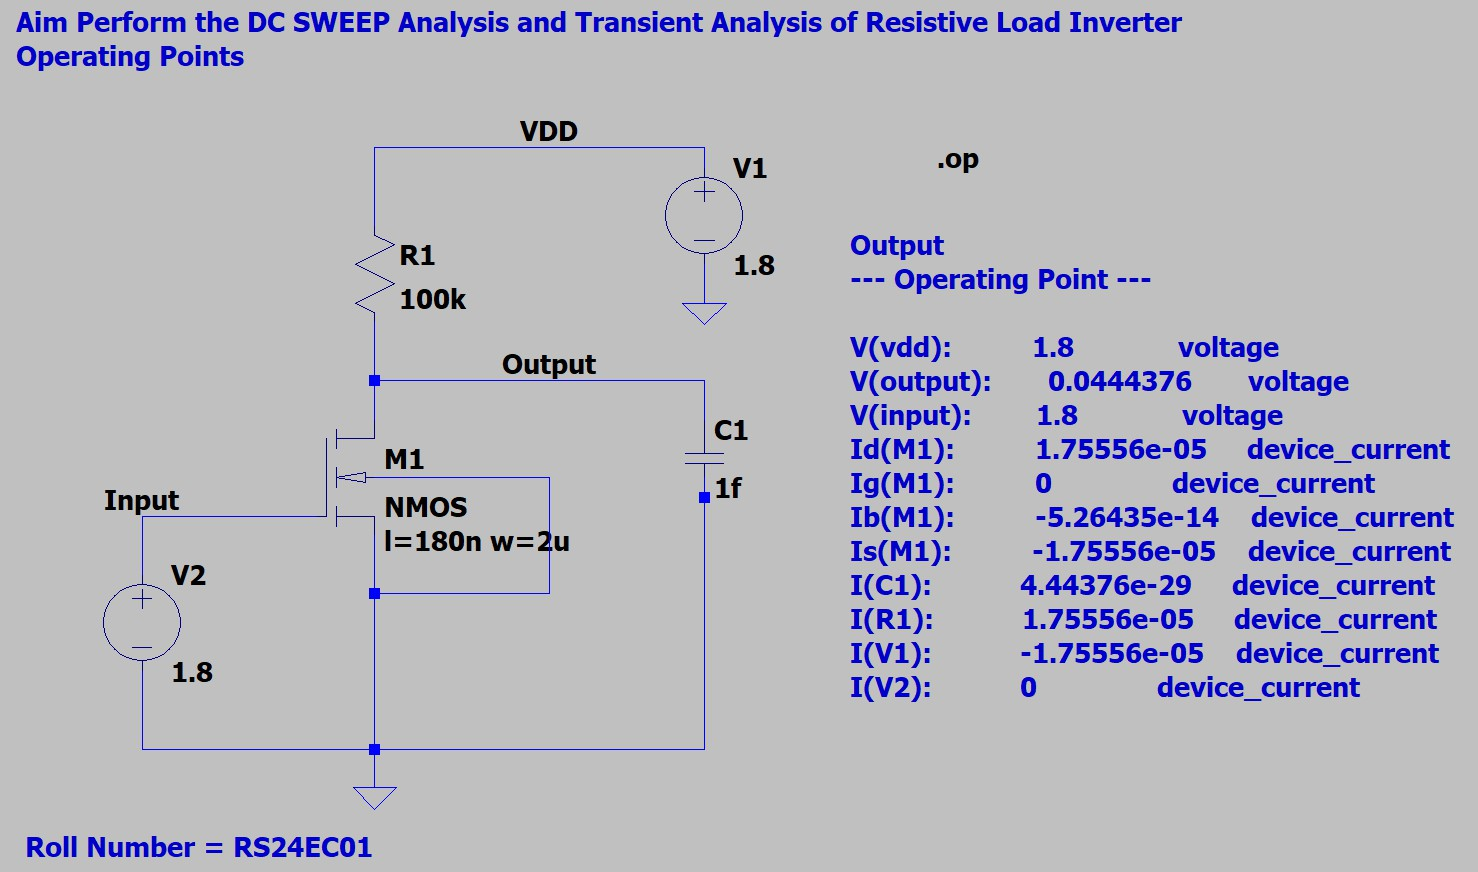 Aim Perform the DC SWEEP Analysis and Transient Analysis of Resistive Load Inverter
Operating Points
VDD
V1
1.8
R1
100k
Output
M1
NMOS
l=180n w=2u
C1
1f
Input
V2
1.8
.op
Output
--- Operating Point ---
V(vdd): 1.8 voltage
V(output): 0.0444376 voltage
V(input): 1.8 voltage
Id(M1): 1.75556e-05 device_current
Ig(M1): 0 device_current
Ib(M1): -5.26435e-14 device_current
Is(M1): -1.75556e-05 device_current
I(C1): 4.44376e-29 device_current
I(R1): 1.75556e-05 device_current
I(V1): -1.75556e-05 device_current
I(V2): 0 device_current
Roll Number = RS24EC01